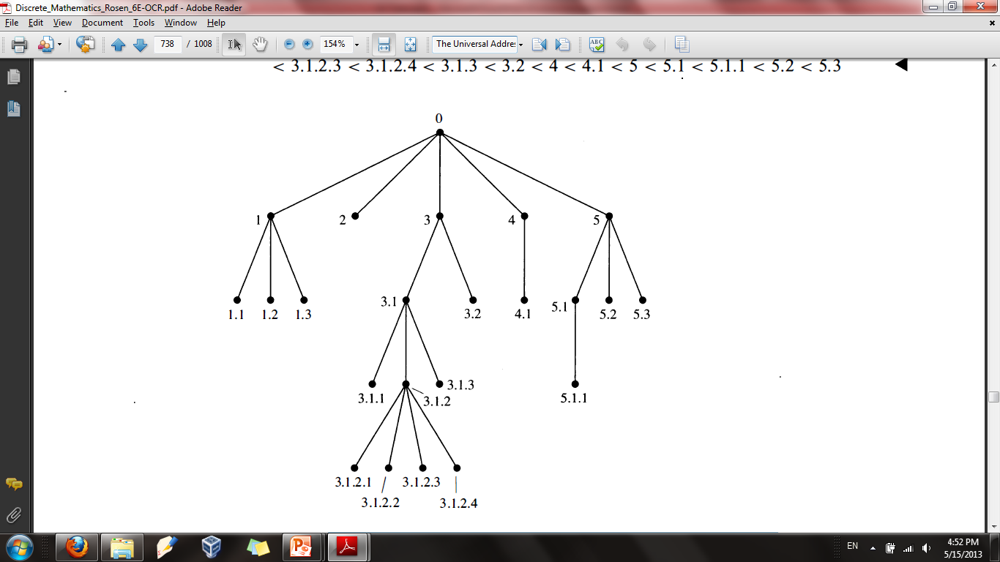 Discrete_Mathematics_Rosen_6E-OCR.pdf - Adobe Reader
File Edit View Document Tools Window Help
738 / 1008 154% The Universal Addres
< 3.1.2.3 < 3.1.2.4 < 3.1.3 < 3.2 < 4 < 4.1 < 5 < 5.1 < 5.1.1 < 5.2 < 5.3
0
1 2 3 4 5
1.1 1.2 1.3 3.1 3.2 4.1 5.1 5.2 5.3
3.1.1 3.1.2 3.1.3 5.1.1
3.1.2.1 3.1.2.3
3.1.2.2 3.1.2.4
EN 4:52 PM
5/15/2013